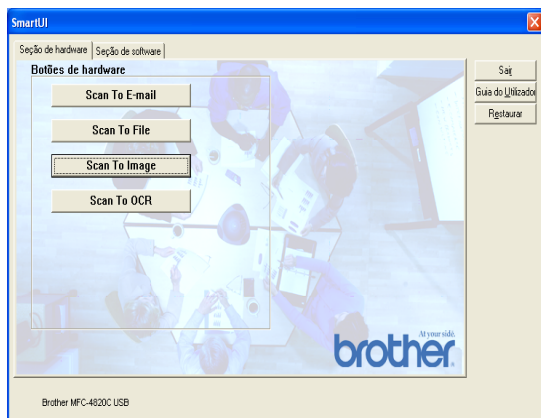 SmartUI
Seção de hardware
Seção de software
Botões de hardware
Scan To E-mail
Scan To File
Scan To Image
Scan To OCR
Sair
Guia do Utilizador
Restaurar
At your side.
brother.
Brother MFC-4820C USB